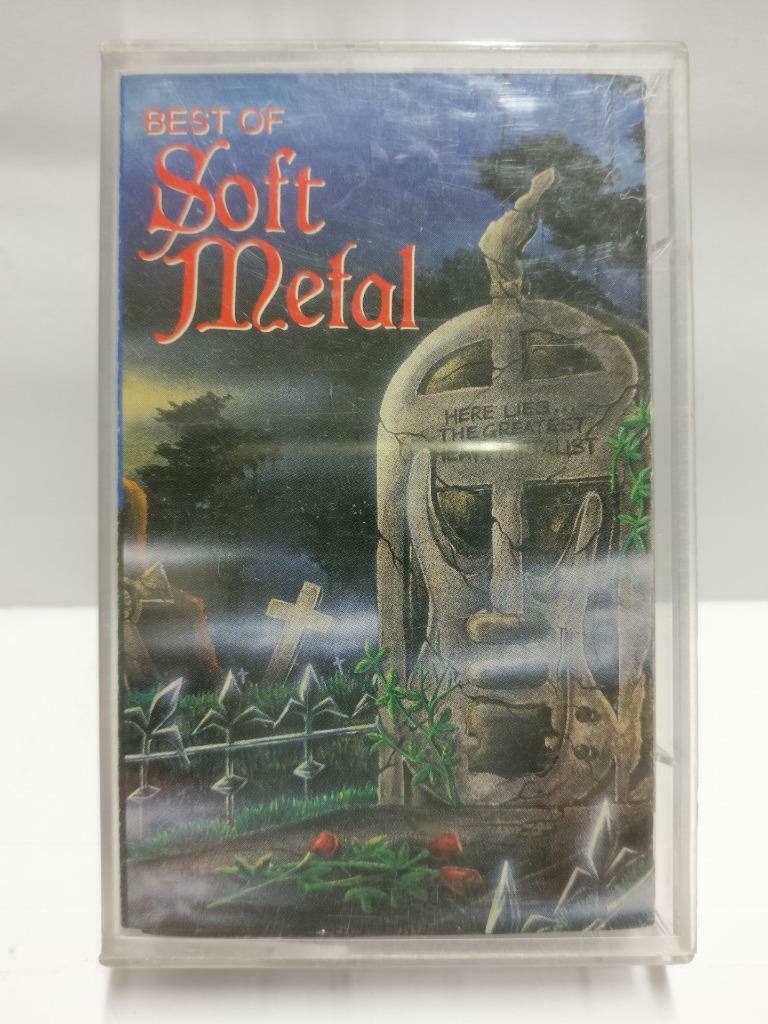 BEST OF
Soft
Metal
HERE LIES...
THE GREATEST